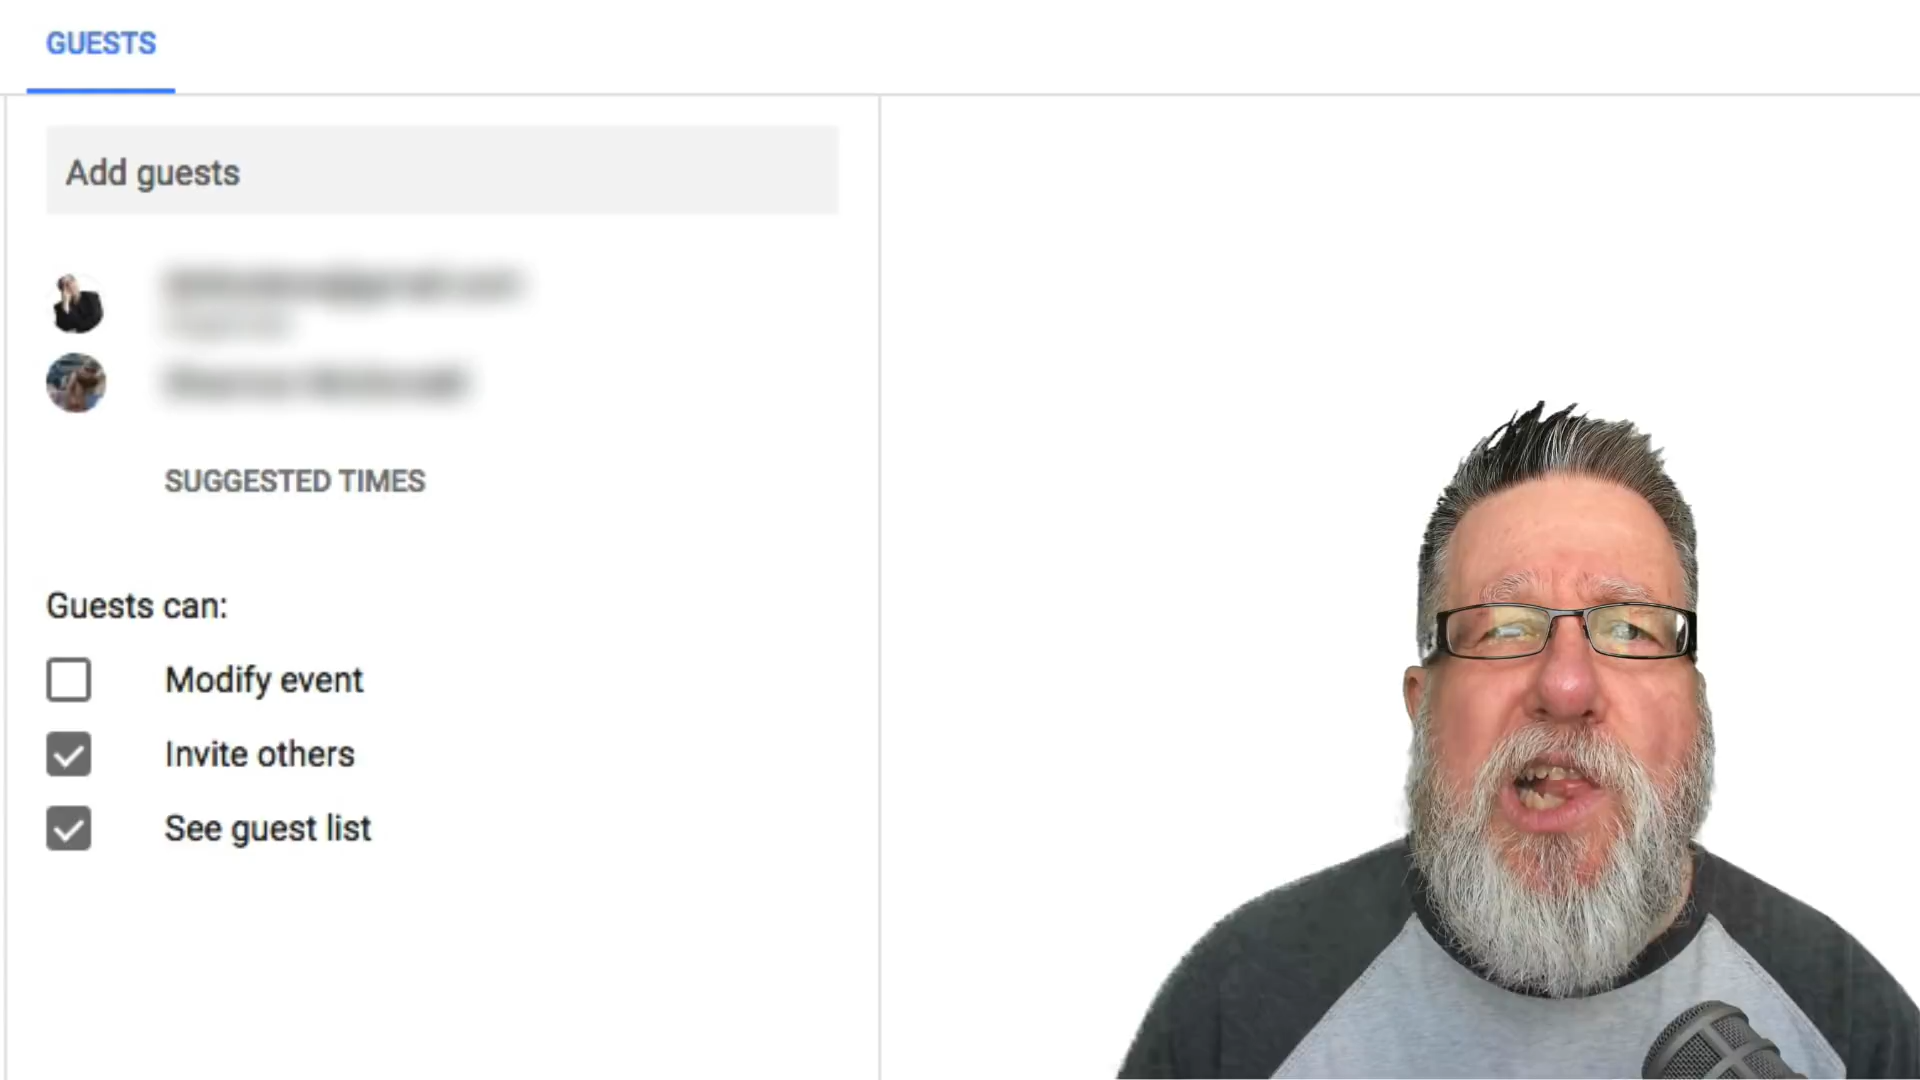 GUESTS
Add guests
SUGGESTED TIMES
Guests can:
Modify event
Invite others
See guest list